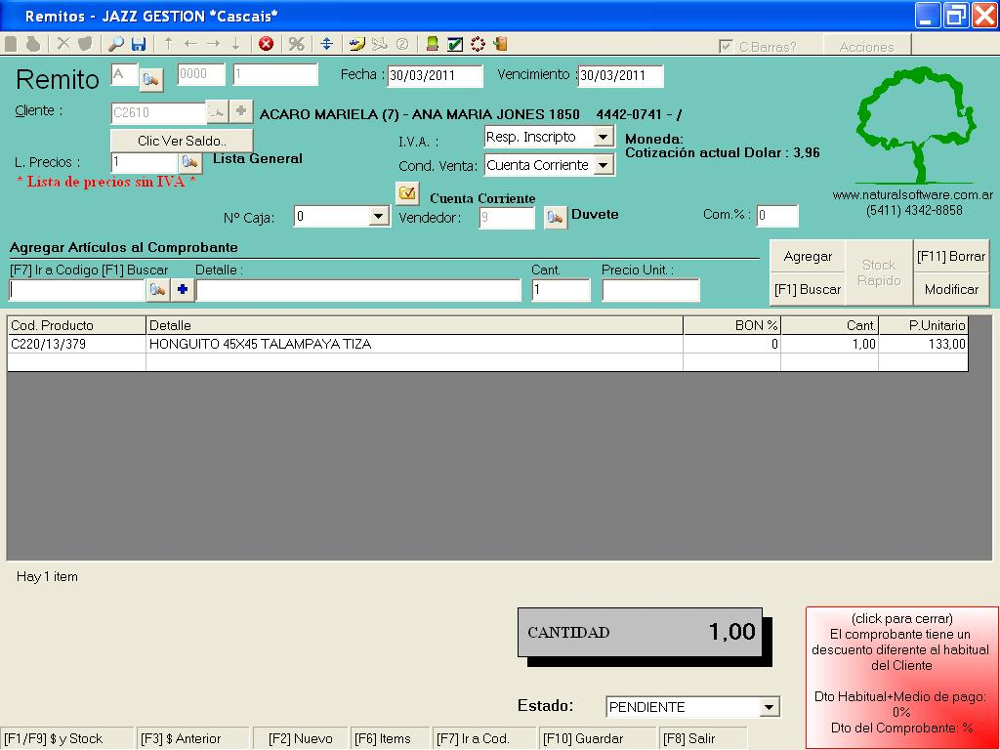 Remitos - JAZZ GESTION *Cascais*
C.Barras? Acciones
Remito A 0000 1 Fecha : 30/03/2011 Vencimiento : 30/03/2011
Cliente : C2610 ACARO MARIELA (7) - ANA MARIA JONES 1850 4442-0741 - /
Clic Ver Saldo.. I.V.A. : Resp. Inscripto Moneda:
Cotización actual Dolar : 3,96
L. Precios : 1 Lista General Cond. Venta: Cuenta Corriente
* Lista de precios sin IVA *
Cuenta Corriente
www.naturalsoftware.com.ar
(5411) 4342-8858
Nº Caja: 0 Vendedor: 9 Duvete Com.% : 0
Agregar Artículos al Comprobante
[F7] Ir a Codigo [F1] Buscar Detalle : Cant. Precio Unit. :
1
Agregar Stock Rapido [F11] Borrar
[F1] Buscar Modificar
Cod. Producto Detalle BON % Cant. P.Unitario
C220/13/379 HONGUITO 45X45 TALAMPAYA TIZA 0 1,00 133,00
Hay 1 item
CANTIDAD 1,00
Estado: PENDIENTE
(click para cerrar)
El comprobante tiene un
descuento diferente al habitual
del Cliente
Dto Habitual+Medio de pago:
0%
Dto del Comprobante: %
[F1/F9] $ y Stock [F3] $ Anterior [F2] Nuevo [F6] Items [F7] Ir a Cod. [F10] Guardar [F8] Salir